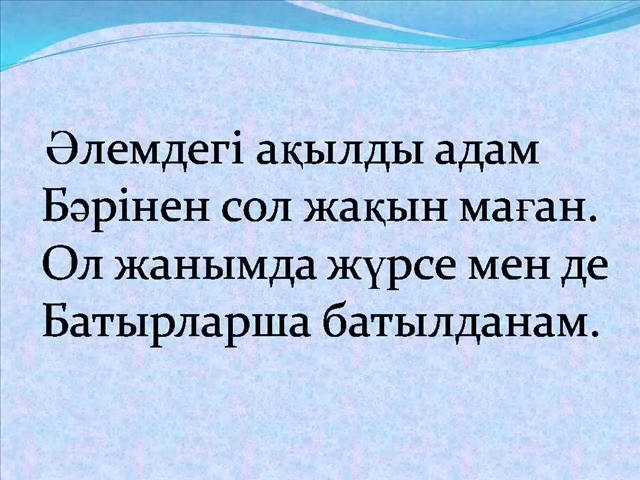 Әлемдегі ақылды адам
Бәрінен сол жақын маған.
Ол жанымда жүрсе мен де
Батырларша батылданам.